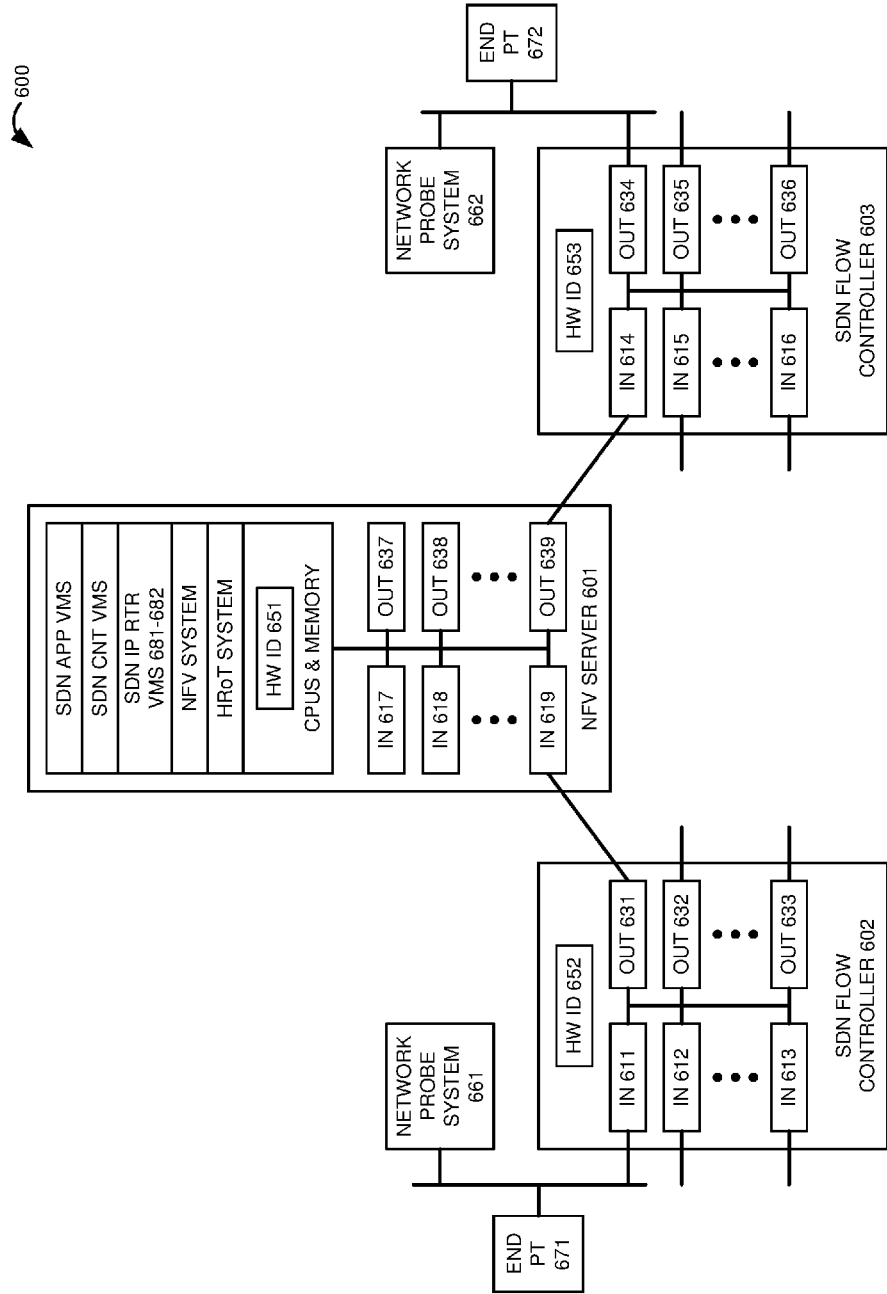 600
END
PT
671
NETWORK
PROBE
SYSTEM
661
HW ID 652
IN 611
OUT 631
IN 612
OUT 632
IN 613
OUT 633
SDN FLOW
CONTROLLER 602
SDN APP VMS
SDN CNT VMS
SDN IP RTR
VMS 681-682
NFV SYSTEM
HRoT SYSTEM
HW ID 651
CPUS & MEMORY
IN 617
OUT 637
IN 618
OUT 638
IN 619
OUT 639
NFV SERVER 601
NETWORK
PROBE
SYSTEM
662
END
PT
672
HW ID 653
IN 614
OUT 634
IN 615
OUT 635
IN 616
OUT 636
SDN FLOW
CONTROLLER 603